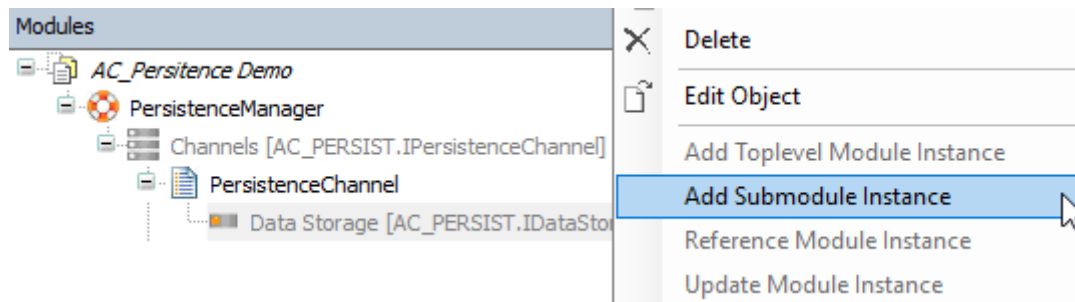 Modules
AC_Persitence Demo
PersistenceManager
Channels [AC_PERSIST.IPersistenceChannel]
PersistenceChannel
Data Storage [AC_PERSIST.IDataStor
Delete
Edit Object
Add Toplevel Module Instance
Add Submodule Instance
Reference Module Instance
Update Module Instance